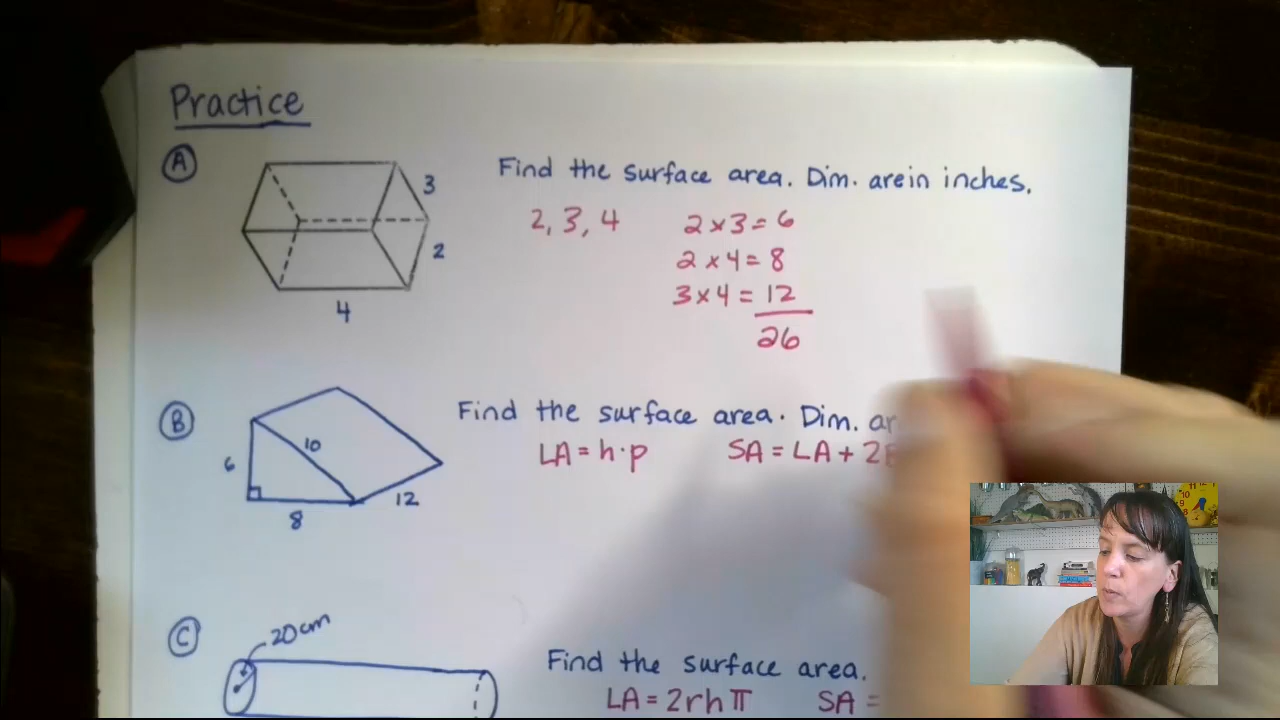 Practice
A
Find the surface area. Dim. are in inches.
3
2, 3, 4
2 × 3 = 6
2
2 × 4 = 8
3 × 4 = 12
4
26
B
Find the surface area. Dim.
10
6
LA = h · p
SA = LA + 2
12
8
C
20cm
Find the surface area.
LA = 2rhπ
SA =